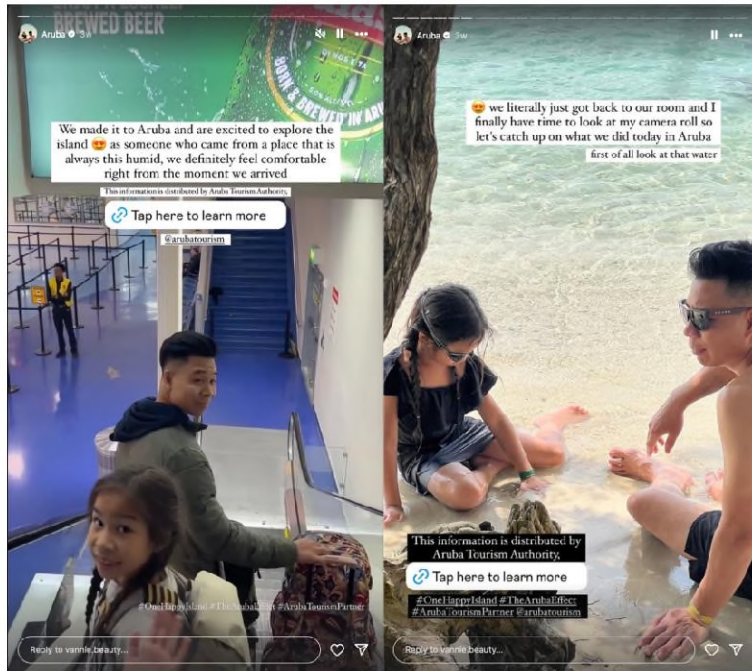 BREWED BEER
Aruba 3w
We made it to Aruba and are excited to explore the
island 😍 as someone who came from a place that is
always this humid, we definitely feel comfortable
right from the moment we arrived
This information is distributed by Aruba Tourism Authority,
Tap here to learn more
@arubatourism
#OneHappyIsland #TheArubaEffect #ArubaTourismPartner
Reply to vannie.beauty...
Aruba 3w
😍 we literally just got back to our room and I
finally have time to look at my camera roll so
let's catch up on what we did today in Aruba
first of all look at that water
This information is distributed by
Aruba Tourism Authority,
Tap here to learn more
#OneHappyIsland #TheArubaEffect
#ArubaTourismPartner @arubatourism
Reply to vannie.beauty...